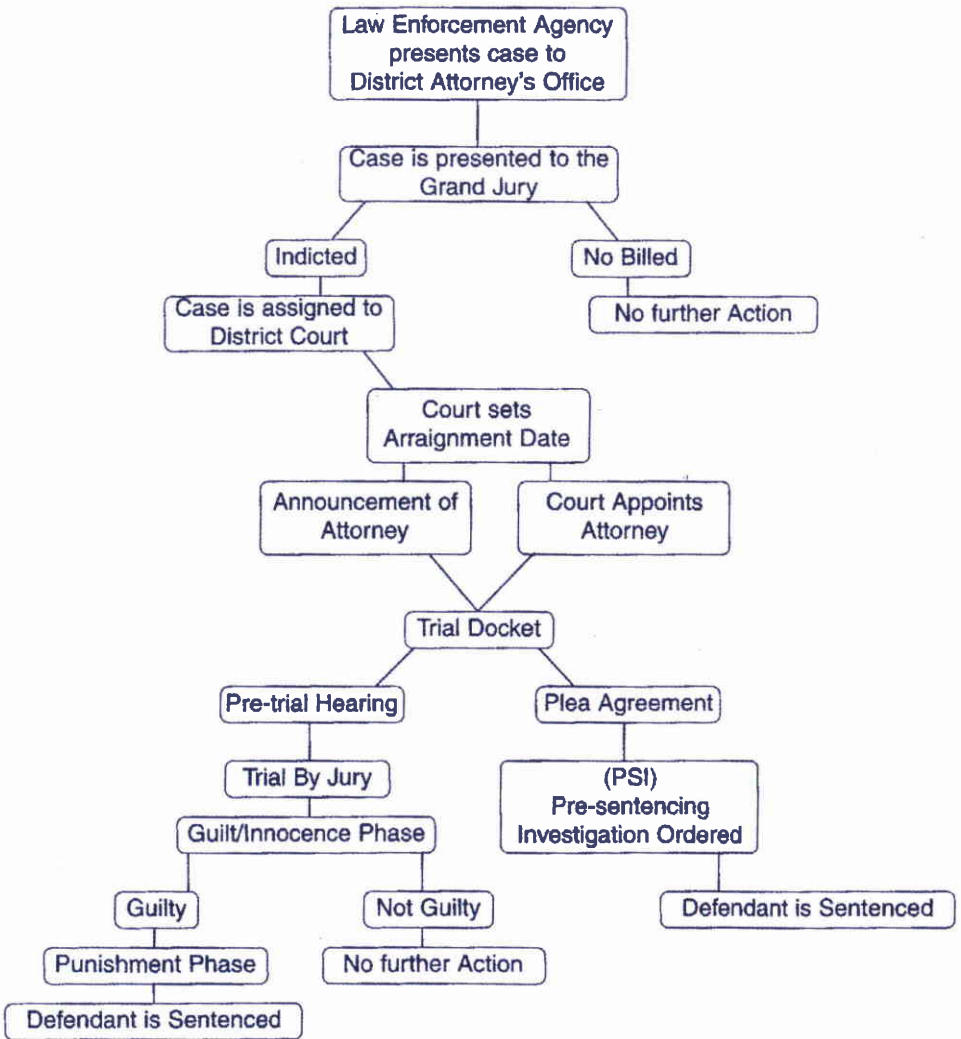 Law Enforcement Agency
presents case to
District Attorney's Office
Case is presented to the
Grand Jury
Indicted
No Billed
Case is assigned to
District Court
No further Action
Court sets
Arraignment Date
Announcement of
Attorney
Court Appoints
Attorney
Trial Docket
Pre-trial Hearing
Plea Agreement
Trial By Jury
(PSI)
Pre-sentencing
Investigation Ordered
Guilt/Innocence Phase
Guilty
Not Guilty
Defendant is Sentenced
Punishment Phase
No further Action
Defendant is Sentenced